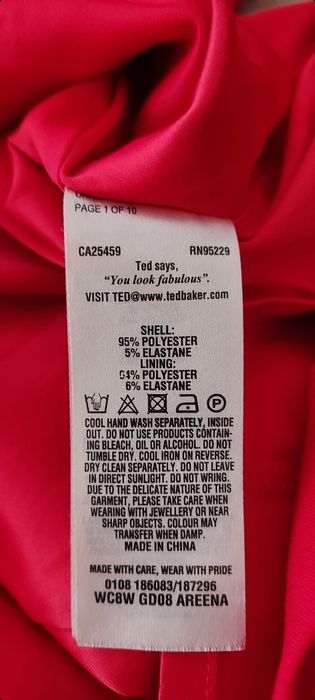 PAGE 1 OF 10
CA25459 RN95229
Ted says,
"You look fabulous".
VISIT TED@www.tedbaker.com
SHELL:
95% POLYESTER
5% ELASTANE
LINING:
94% POLYESTER
6% ELASTANE
P
COOL HAND WASH SEPARATELY, INSIDE
OUT. DO NOT USE PRODUCTS CONTAIN-
ING BLEACH, OIL OR ALCOHOL. DO NOT
TUMBLE DRY. COOL IRON ON REVERSE.
DRY CLEAN SEPARATELY. DO NOT LEAVE
IN DIRECT SUNLIGHT. DO NOT WRING.
DUE TO THE DELICATE NATURE OF THIS
GARMENT, PLEASE TAKE CARE WHEN
WEARING WITH JEWELLERY OR NEAR
SHARP OBJECTS. COLOUR MAY
TRANSFER WHEN DAMP.
MADE IN CHINA
MADE WITH CARE, WEAR WITH PRIDE
0108 186083/187296
WC8W GD08 AREENA